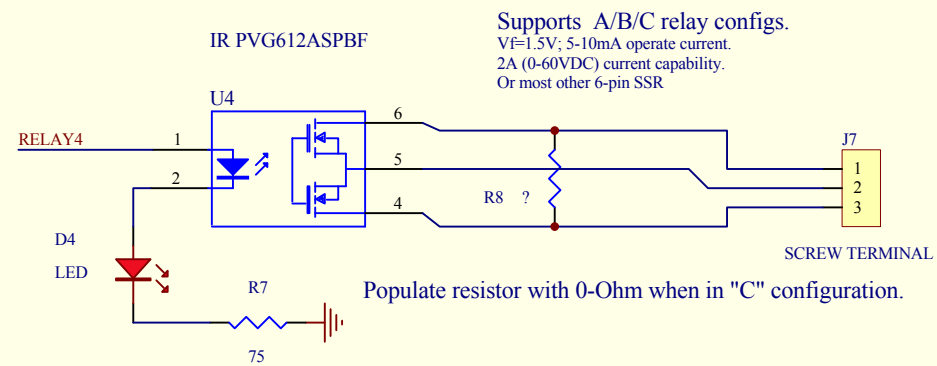 Supports  A/B/C relay configs.
IR PVG612ASPBF
Vf=1.5V; 5-10mA operate current.
2A (0-60VDC) current capability.
Or most other 6-pin SSR
U4
6
RELAY4
1
J7
5
1
2
2
R8
?
4
3
D4
SCREW TERMINAL
LED
R7
Populate resistor with 0-Ohm when in "C" configuration.
75